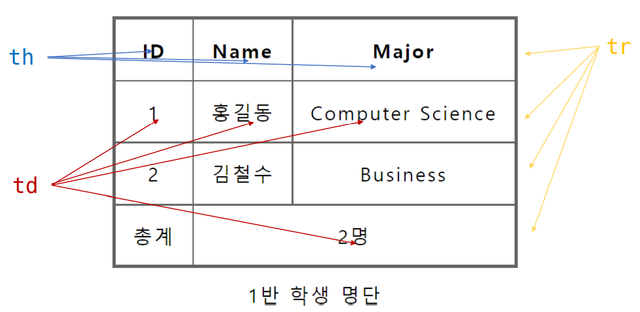 th
tr
td
ID Name Major
1 홍길동 Computer Science
2 김철수 Business
총계 2명
1반 학생 명단